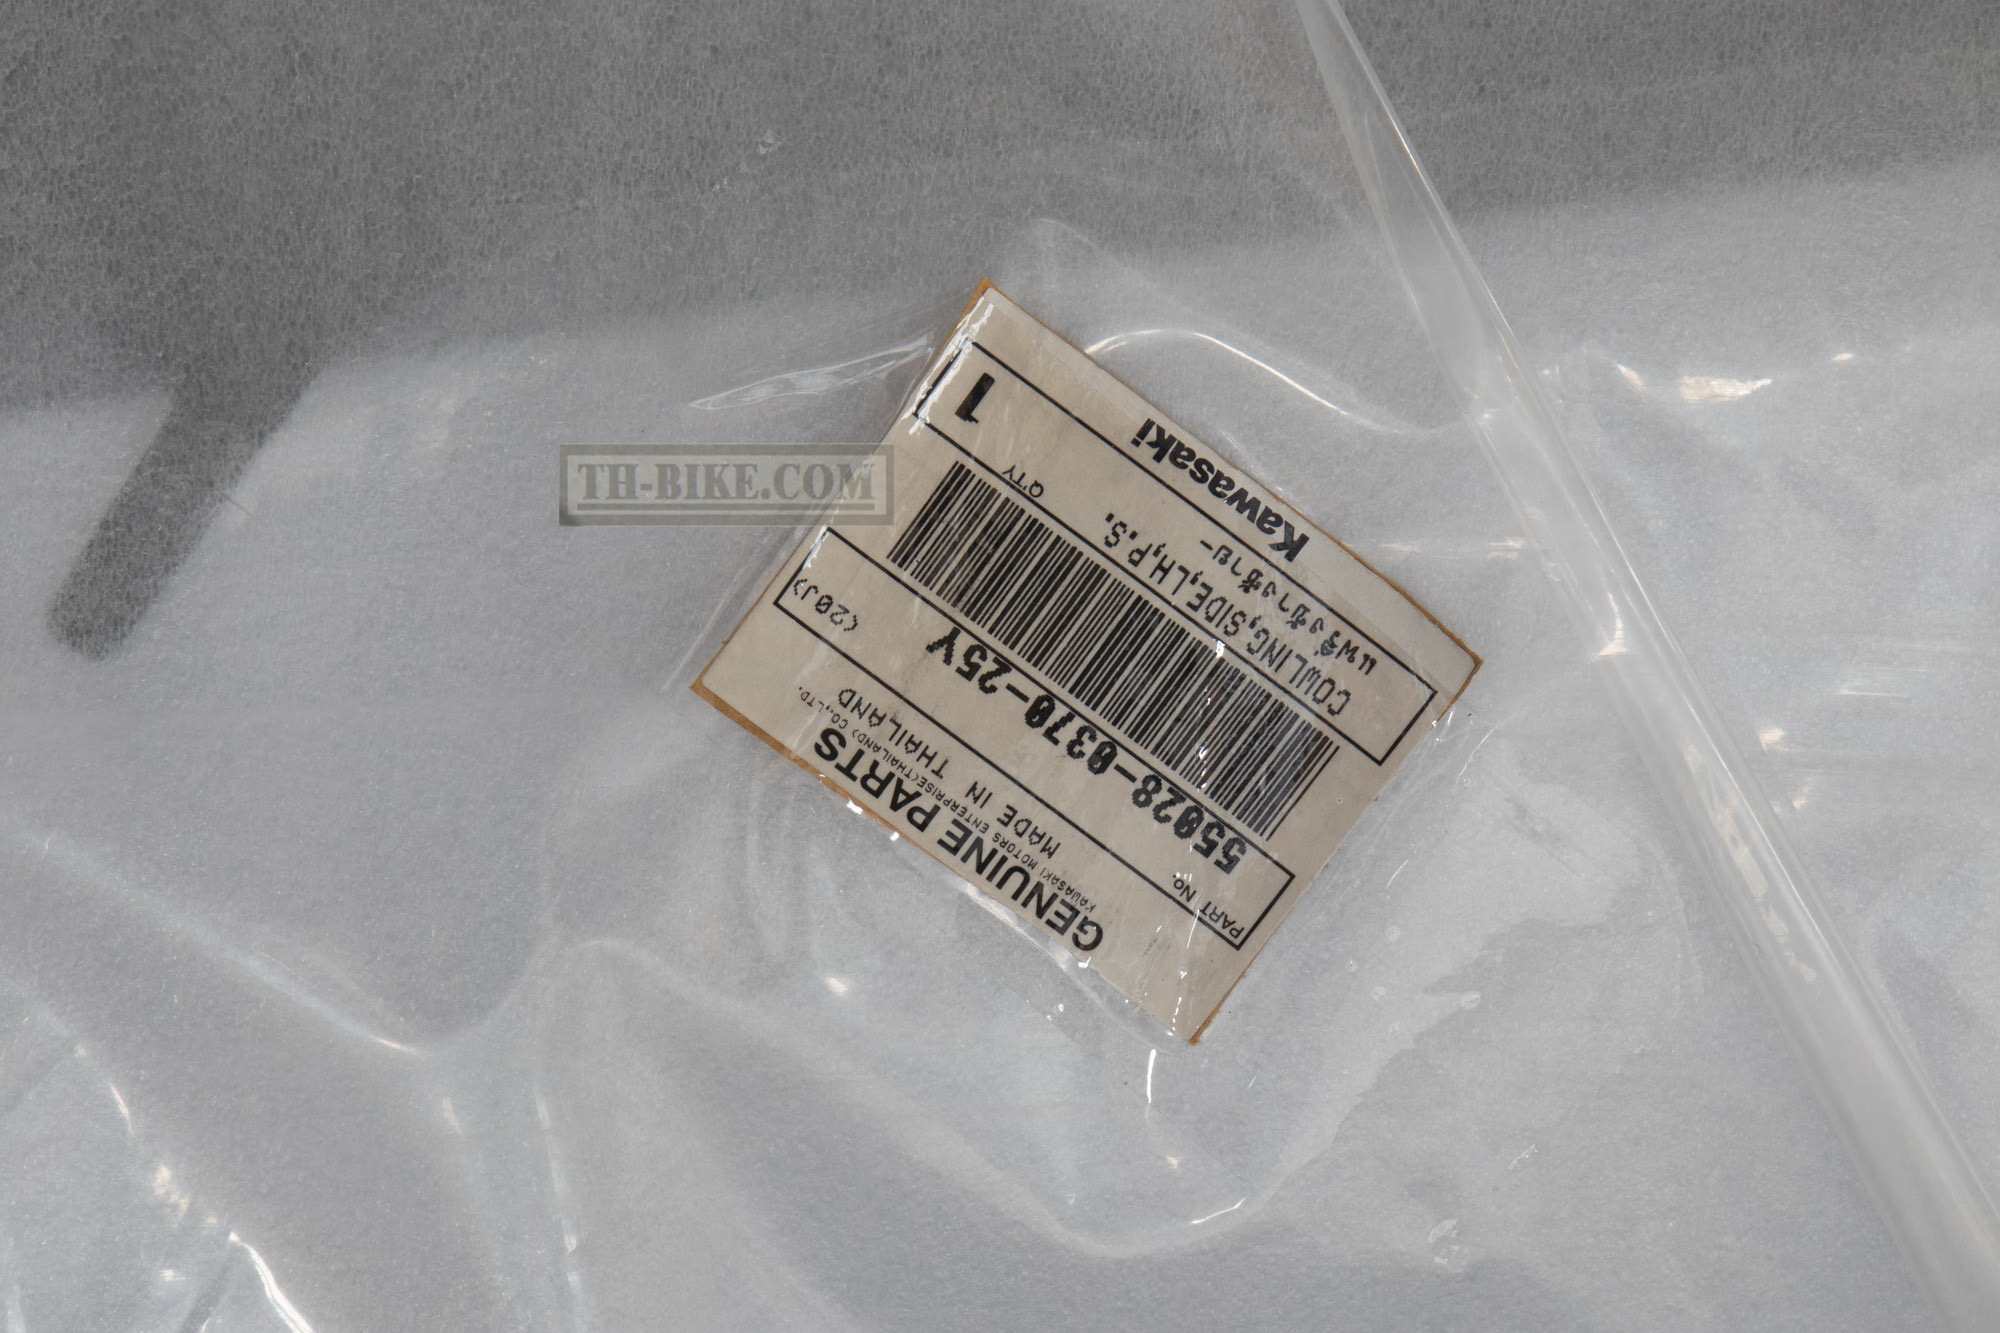 TH-BIKE.COM
GENUINE PARTS
KAWASAKI MOTORS ENTERPRISE(THAILAND) CO.,LTD.
MADE IN THAILAND
PART No. (20J)
55028-0370-25Y
COWLING,SIDE,LH,P.S. Q'TY
แฟริ่งข้างซ้าย- 1
Kawasaki